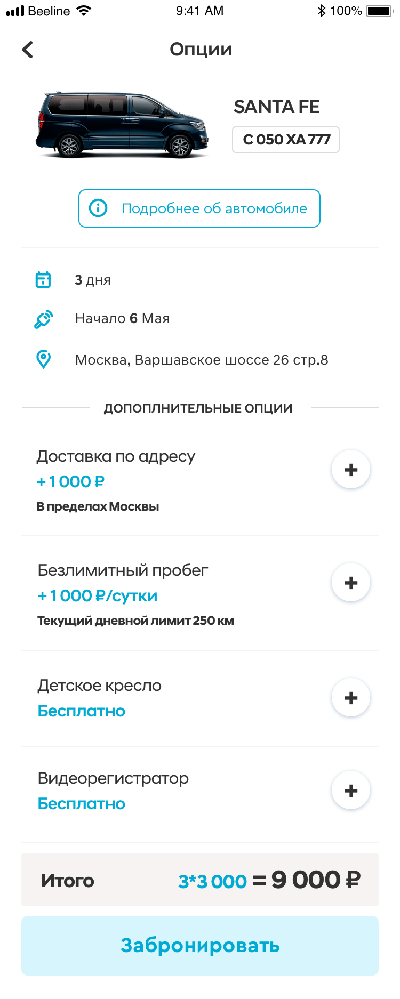 Beeline 9:41 AM 100%
Опции
SANTA FE
С 050 ХА 777
Подробнее об автомобиле
3 дня
Начало 6 Мая
Москва, Варшавское шоссе 26 стр.8
ДОПОПЛНИТЕЛЬНЫЕ ОПЦИИ
Доставка по адресу
+ 1 000 ₽
В пределах Москвы
Безлимитный пробег
+ 1 000 ₽/сутки
Текущий дневной лимит 250 км
Детское кресло
Бесплатно
Видеорегистратор
Бесплатно
Итого 3*3 000 = 9 000 ₽
Забронировать